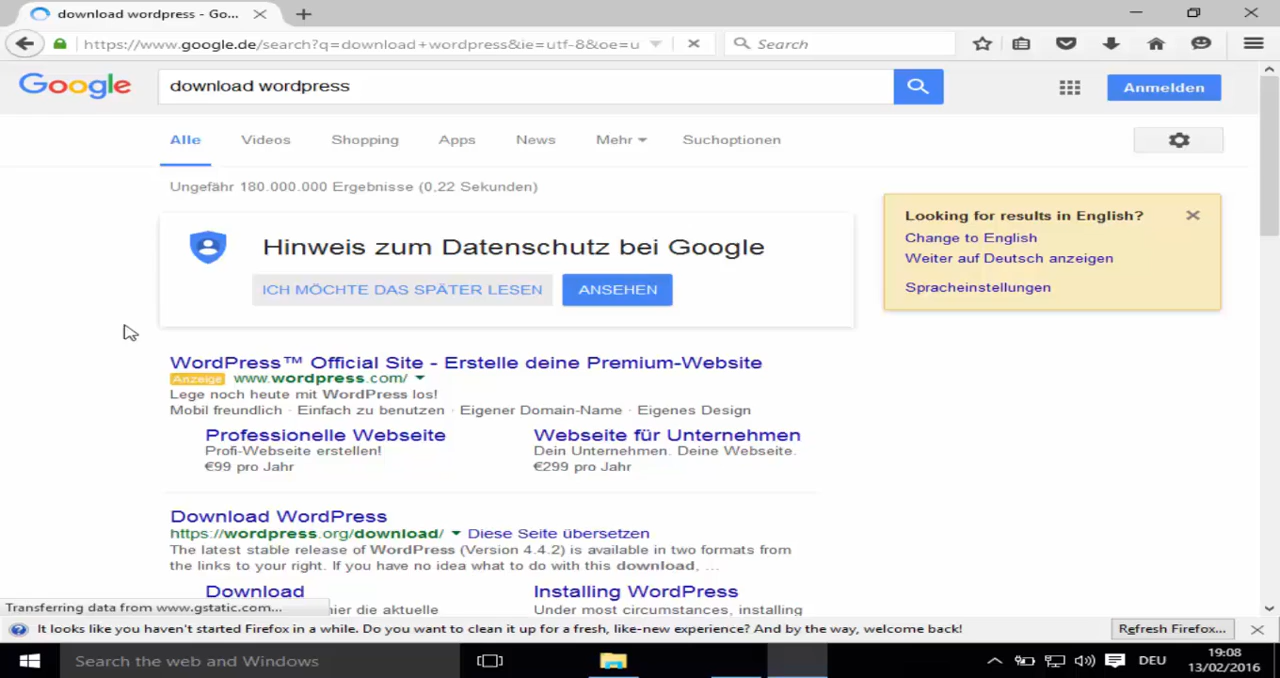 download wordpress - Go...
https://www.google.de/search?q=download+wordpress&ie=utf-8&oe=u
Search
Google
download wordpress
Anmelden
Alle
Videos
Shopping
Apps
News
Mehr
Suchoptionen
Ungefähr 180.000.000 Ergebnisse (0,22 Sekunden)
Hinweis zum Datenschutz bei Google
ICH MÖCHTE DAS SPÄTER LESEN
ANSEHEN
Looking for results in English?
Change to English
Weiter auf Deutsch anzeigen
Spracheinstellungen
WordPress™ Official Site - Erstelle deine Premium-Website
Anzeige www.wordpress.com/
Lege noch heute mit WordPress los!
Mobil freundlich · Einfach zu benutzen · Eigener Domain-Name · Eigenes Design
Professionelle Webseite
Profi-Webseite erstellen!
€99 pro Jahr
Webseite für Unternehmen
Dein Unternehmen. Deine Webseite.
€299 pro Jahr
Download WordPress
https://wordpress.org/download/ Diese Seite übersetzen
The latest stable release of WordPress (Version 4.4.2) is available in two formats from
the links to your right. If you have no idea what to do with this download, ...
Download
hier die aktuelle
Installing WordPress
Under most circumstances, installing
Transferring data from www.gstatic.com...
It looks like you haven't started Firefox in a while. Do you want to clean it up for a fresh, like-new experience? And by the way, welcome back!
Refresh Firefox...
Search the web and Windows
DEU
19:08
13/02/2016